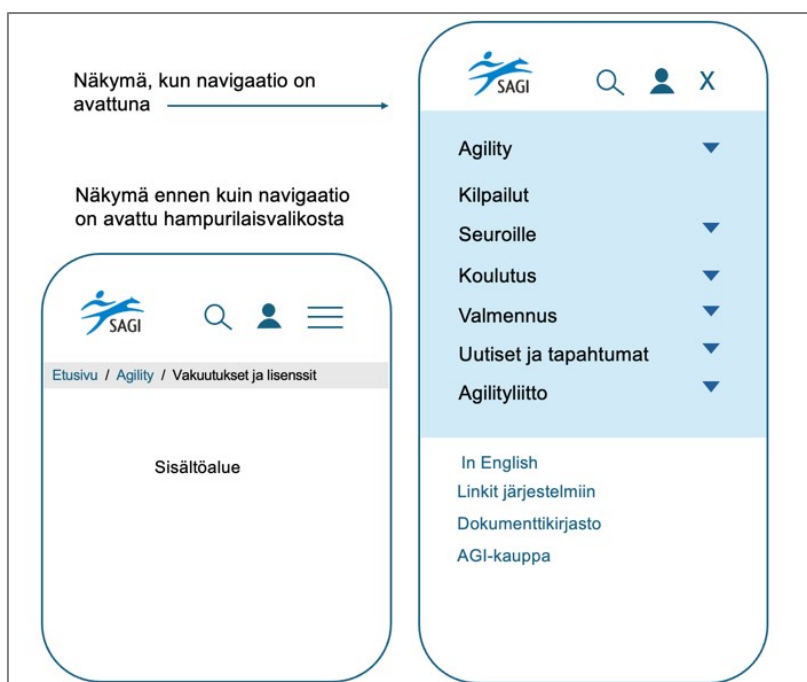 Näkymä, kun navigaatio on
avattuna
Näkymä ennen kuin navigaatio
on avattu hampurilaisvalikosta
SAGI
Etusivu / Agility / Vakuutukset ja lisenssit
Sisältöalue
SAGI X
Agility
Kilpailut
Seuroille
Koulutus
Valmennus
Uutiset ja tapahtumat
Agilityliitto
In English
Linkit järjestelmiin
Dokumenttikirjasto
AGI-kauppa